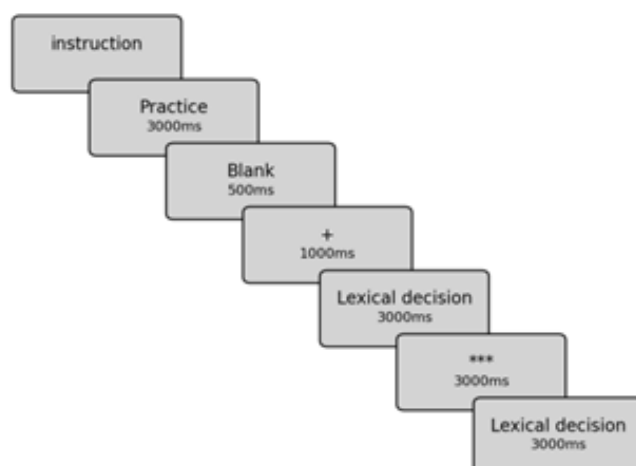 instruction
Practice
3000ms
Blank
500ms
+
1000ms
Lexical decision
3000ms
***
3000ms
Lexical decision
3000ms